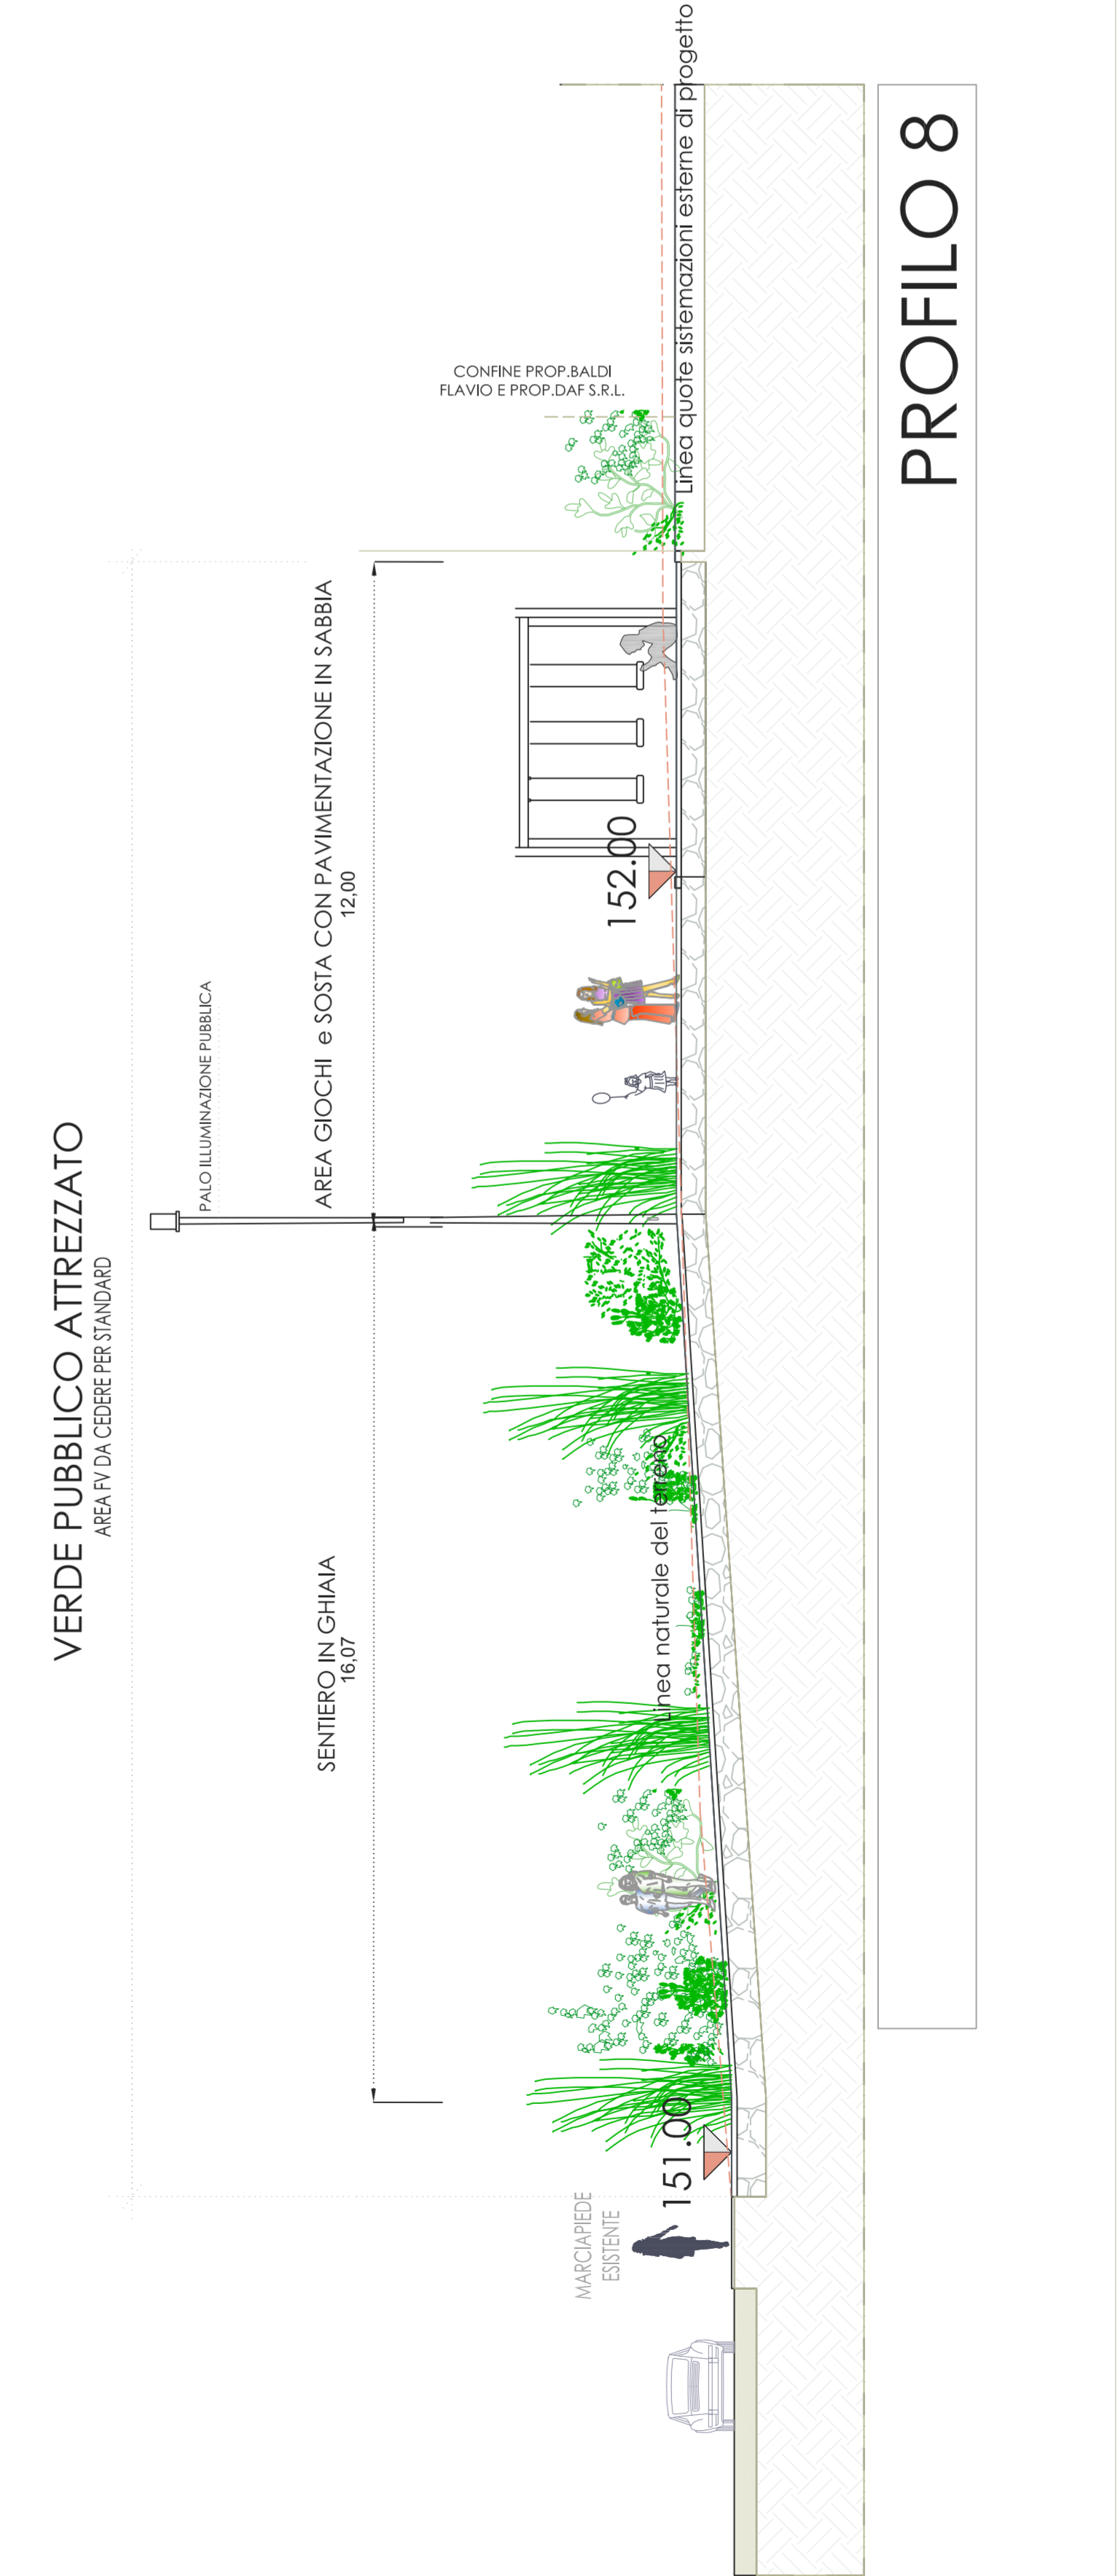 VERDE PUBBLICO ATTREZZATO
AREA FV DA CEDERE PER STANDARD
PALO ILLUMINAZIONE PUBBLICA
SENTIERO IN GHIAIA
16,07
AREA GIOCHI e SOSTA CON PAVIMENTAZIONE IN SABBIA
12,00
CONFINE PROP.BALDI
FLAVIO E PROP.DAF S.R.L.
MARCIAPIEDE
ESISTENTE
151.00
Linea naturale del terreno
152.00
Linea quote sistemazioni esterne di progetto
PROFILO 8